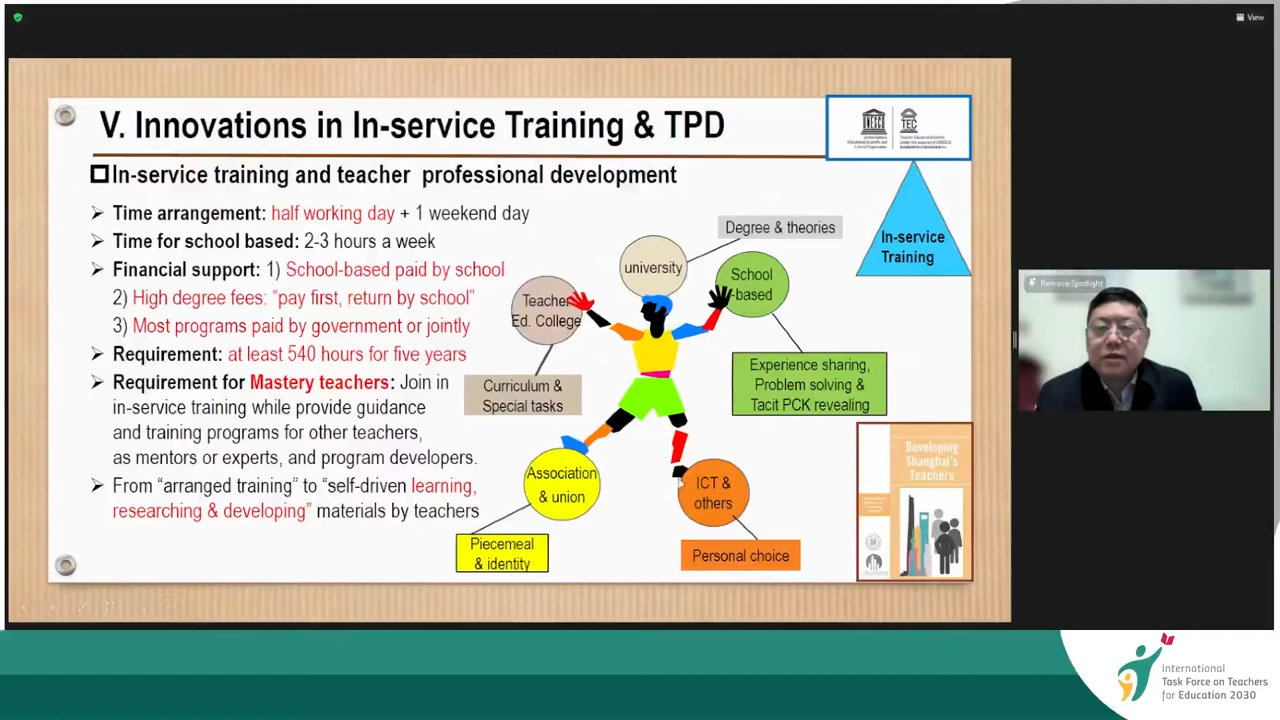 View
V. Innovations in In-service Training & TPD
In-service training and teacher professional development
Time arrangement: half working day + 1 weekend day
Time for school based: 2-3 hours a week
Financial support: 1) School-based paid by school
2) High degree fees: “pay first, return by school”
3) Most programs paid by government or jointly
Requirement: at least 540 hours for five years
Requirement for Mastery teachers: Join in
in-service training while provide guidance
and training programs for other teachers,
as mentors or experts, and program developers.
From “arranged training” to “self-driven learning,
researching & developing” materials by teachers
Degree & theories
university
School
-based
Teacher
Ed. College
Curriculum &
Special tasks
Experience sharing,
Problem solving &
Tacit PCK revealing
Association
& union
ICT &
others
Piecemeal
& identity
Personal choice
UNESCO
TEC
In-service
Training
Developing
Shanghai's
Teachers
Remove Spotlight
International
Task Force on Teachers
for Education 2030